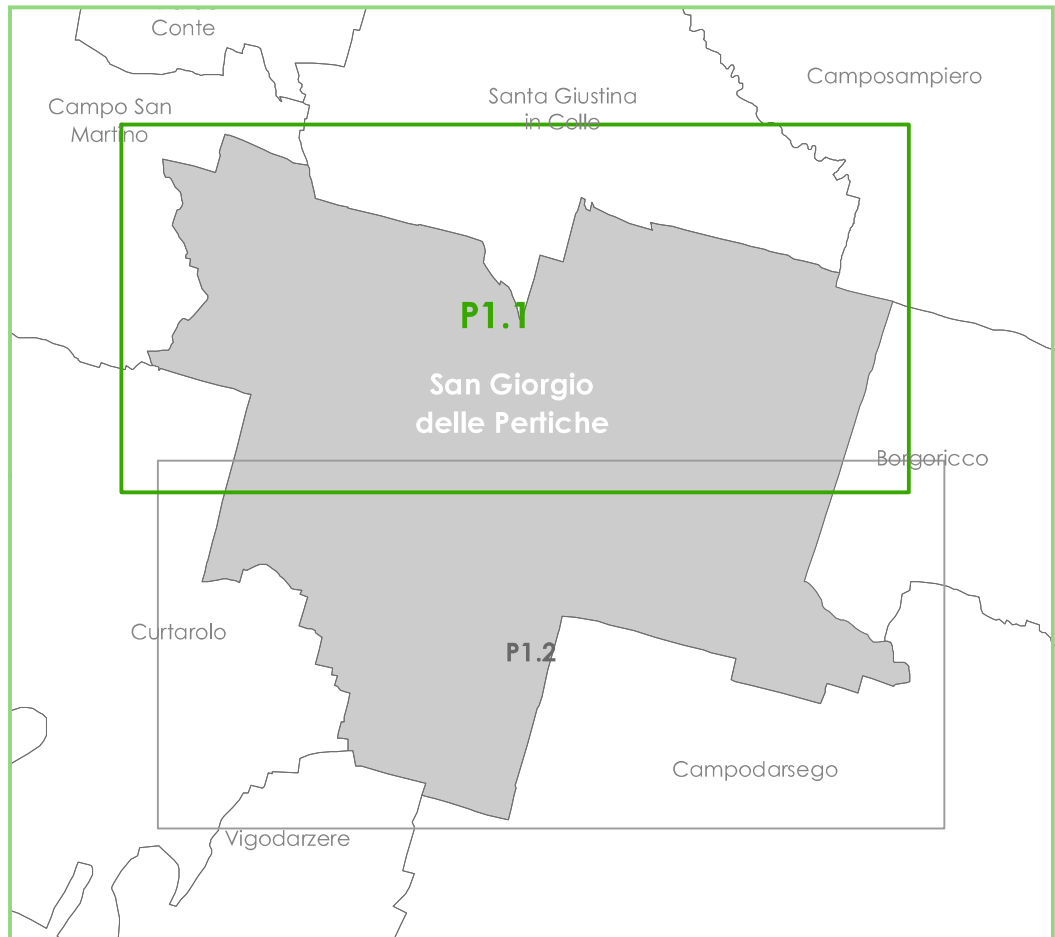 Conte
Camposampiero
Santa Giustina
in Colle
Campo San
Martino
P1.1
San Giorgio
delle Pertiche
Borgoricco
Curtarolo
P1.2
Campodarsego
Vigodarzere